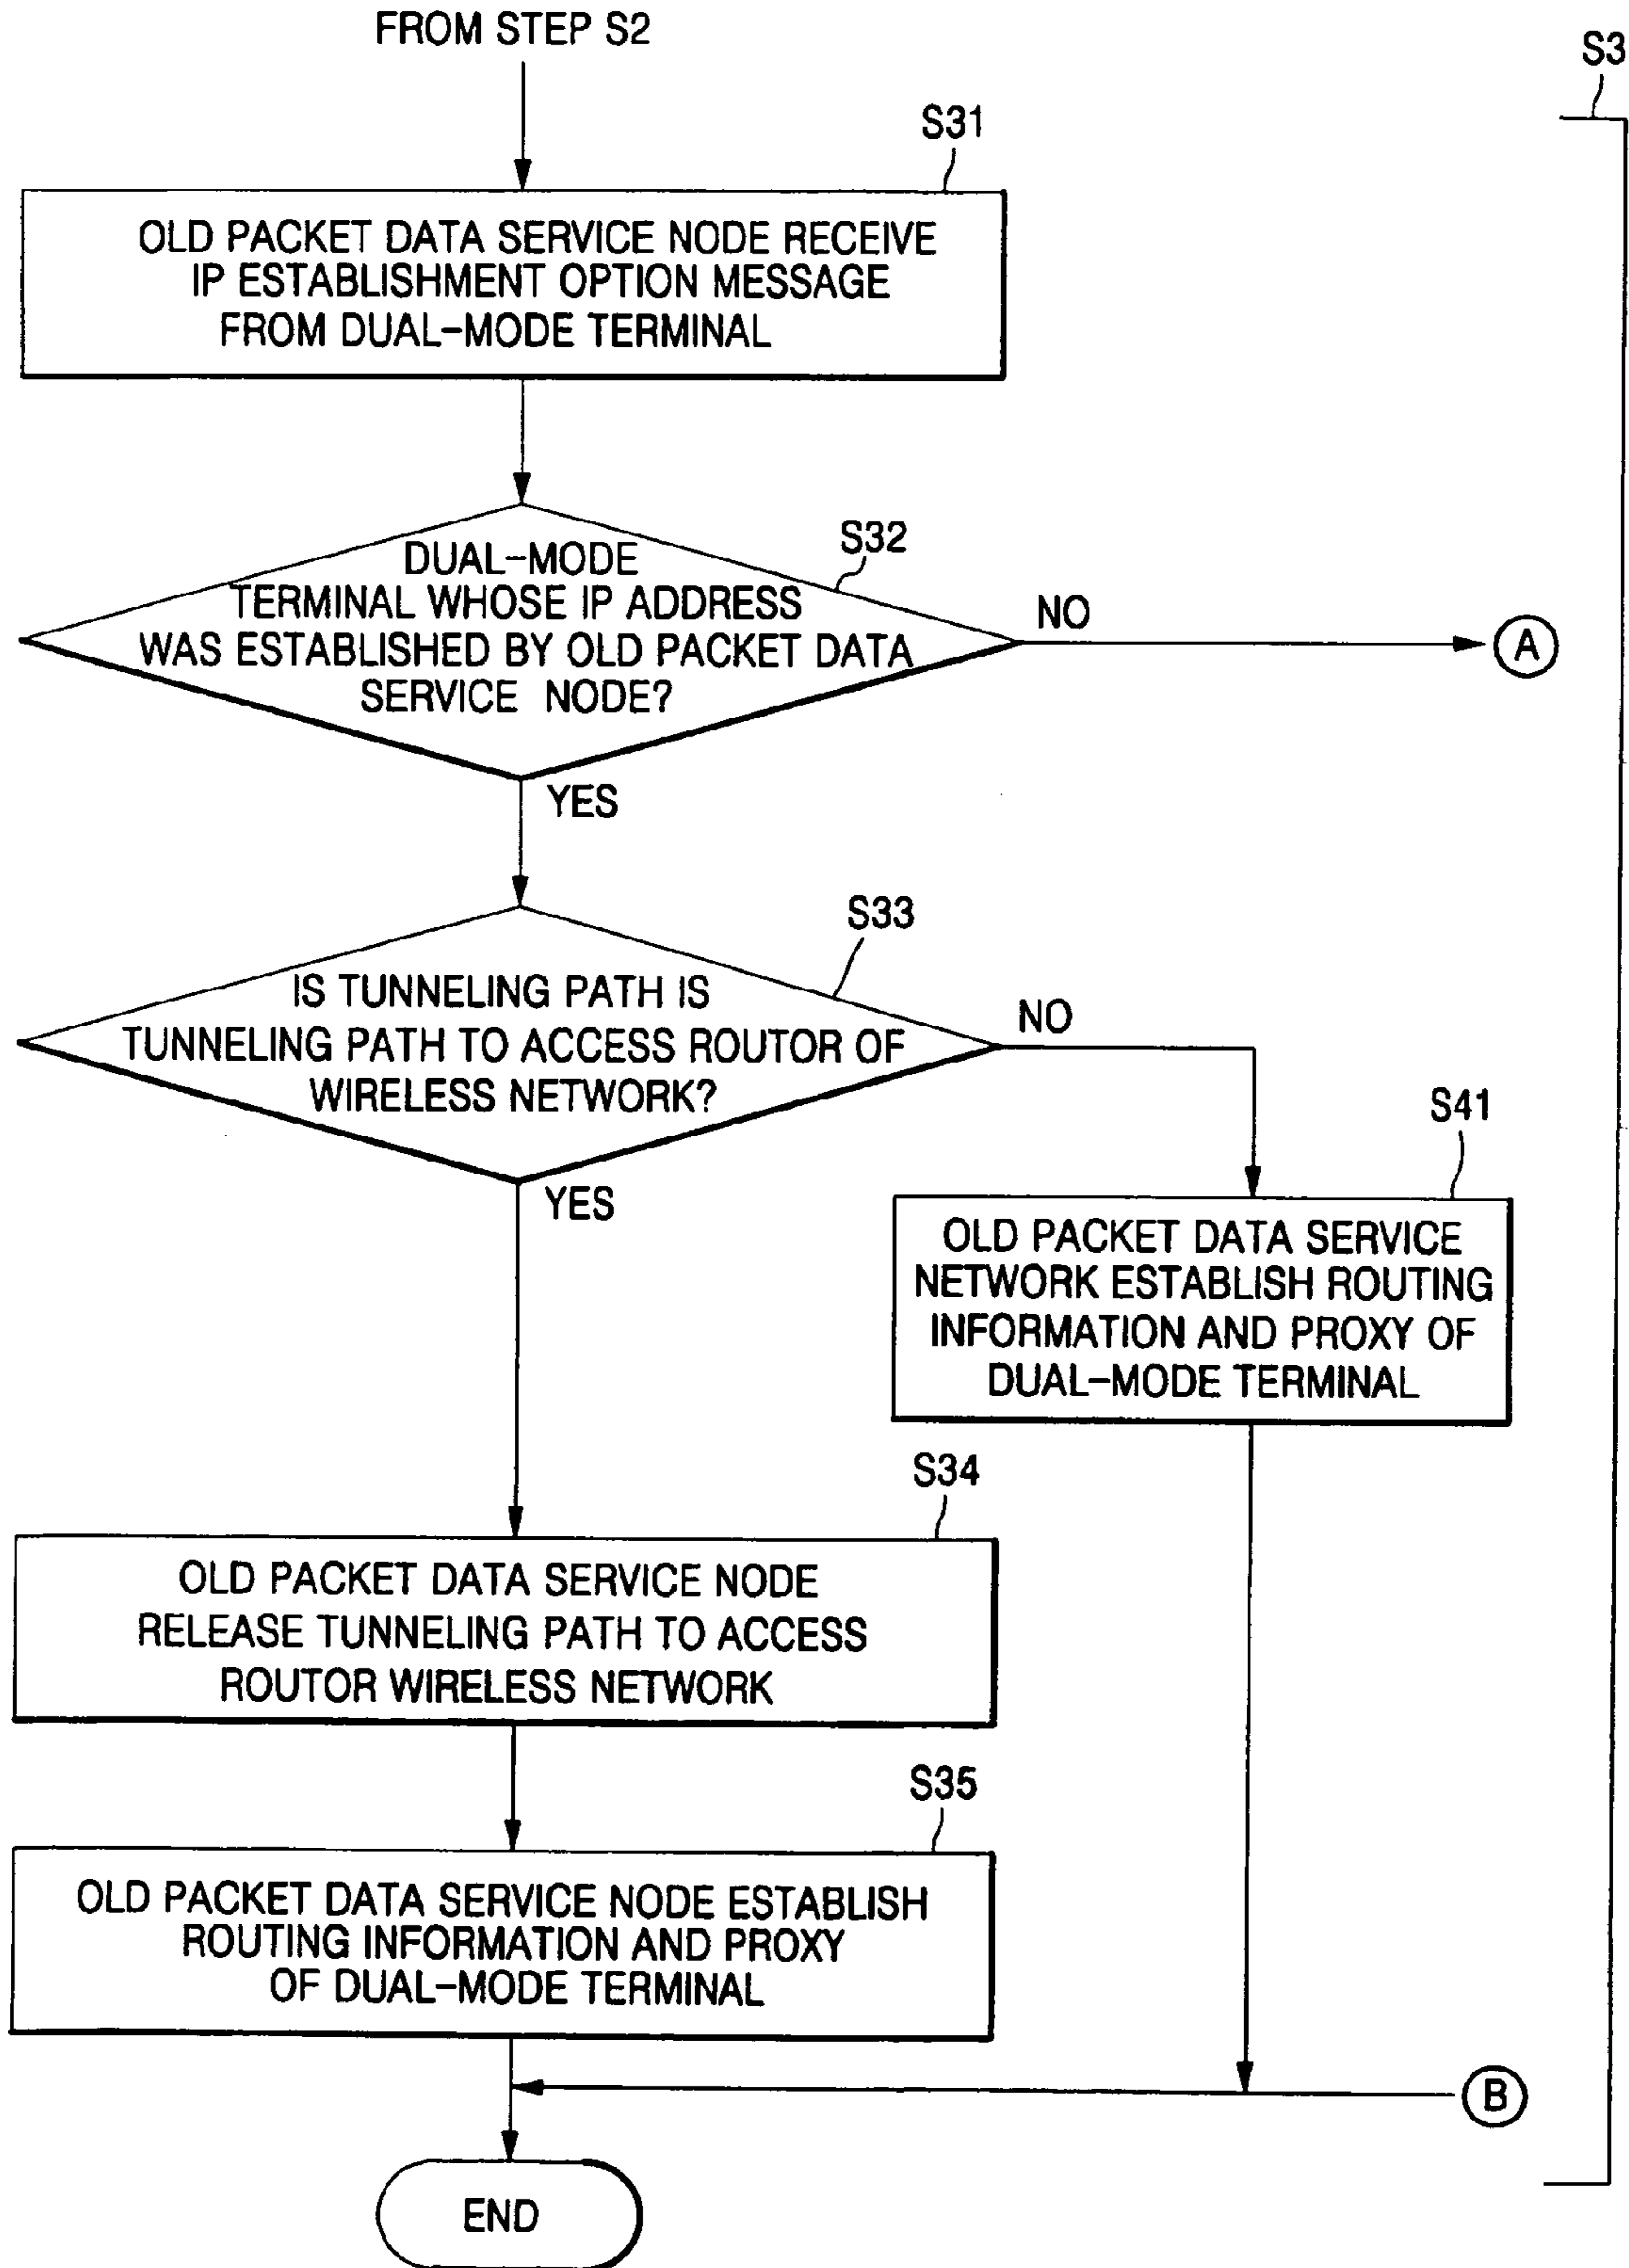 FROM STEP S2
S3
S31
OLD PACKET DATA SERVICE NODE RECEIVE
IP ESTABLISHMENT OPTION MESSAGE
FROM DUAL-MODE TERMINAL
S32
DUAL-MODE
TERMINAL WHOSE IP ADDRESS
WAS ESTABLISHED BY OLD PACKET DATA
SERVICE NODE?
NO
A
YES
S33
IS TUNNELING PATH IS
TUNNELING PATH TO ACCESS ROUTOR OF
WIRELESS NETWORK?
NO
YES
S41
OLD PACKET DATA SERVICE
NETWORK ESTABLISH ROUTING
INFORMATION AND PROXY OF
DUAL-MODE TERMINAL
S34
OLD PACKET DATA SERVICE NODE
RELEASE TUNNELING PATH TO ACCESS
ROUTOR WIRELESS NETWORK
S35
OLD PACKET DATA SERVICE NODE ESTABLISH
ROUTING INFORMATION AND PROXY
OF DUAL-MODE TERMINAL
B
END